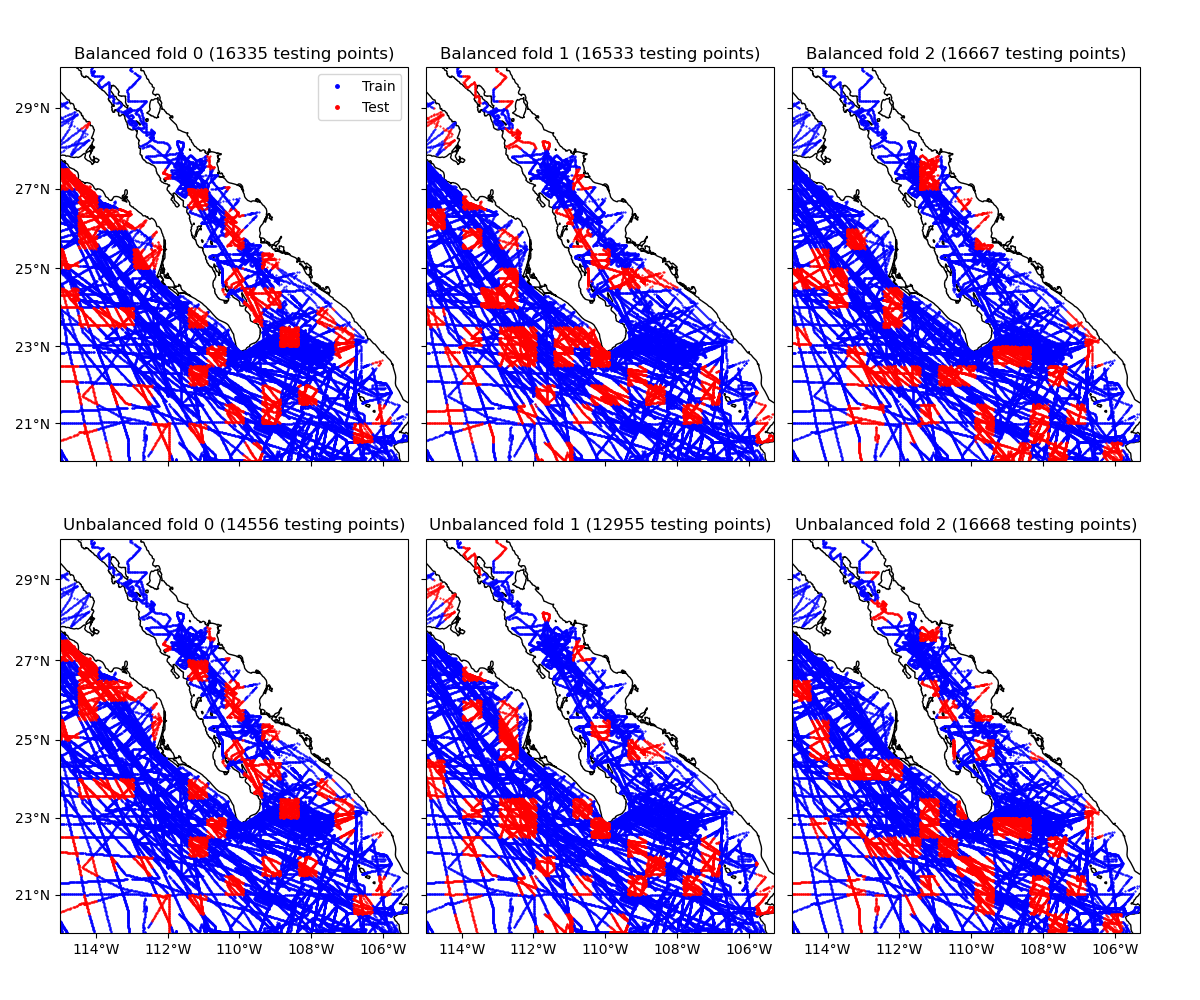 Balanced fold 0 (16335 testing points)
Balanced fold 1 (16533 testing points)
Balanced fold 2 (16667 testing points)
Train
Test
29°N
27°N
25°N
23°N
21°N
Unbalanced fold 0 (14556 testing points)
Unbalanced fold 1 (12955 testing points)
Unbalanced fold 2 (16668 testing points)
29°N
27°N
25°N
23°N
21°N
114°W 112°W 110°W 108°W 106°W 114°W 112°W 110°W 108°W 106°W 114°W 112°W 110°W 108°W 106°W